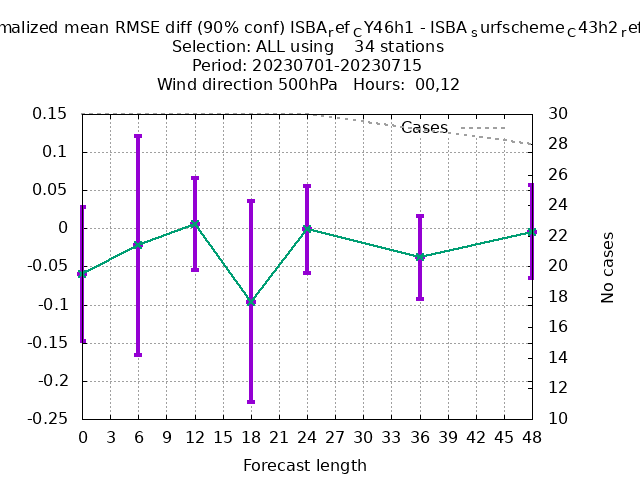 malized mean RMSE diff (90% conf) ISBA_ref_CY46h1 - ISBA_surfscheme_C43h2_ref
Selection: ALL using 34 stations
Period: 20230701-20230715
Wind direction 500hPa Hours: 00,12
0.15
0.1
0.05
0
-0.05
-0.1
-0.15
-0.2
-0.25
30
28
26
24
22
20
18
16
14
12
10
Cases
No cases
0 3 6 9 12 15 18 21 24 27 30 33 36 39 42 45 48
Forecast length